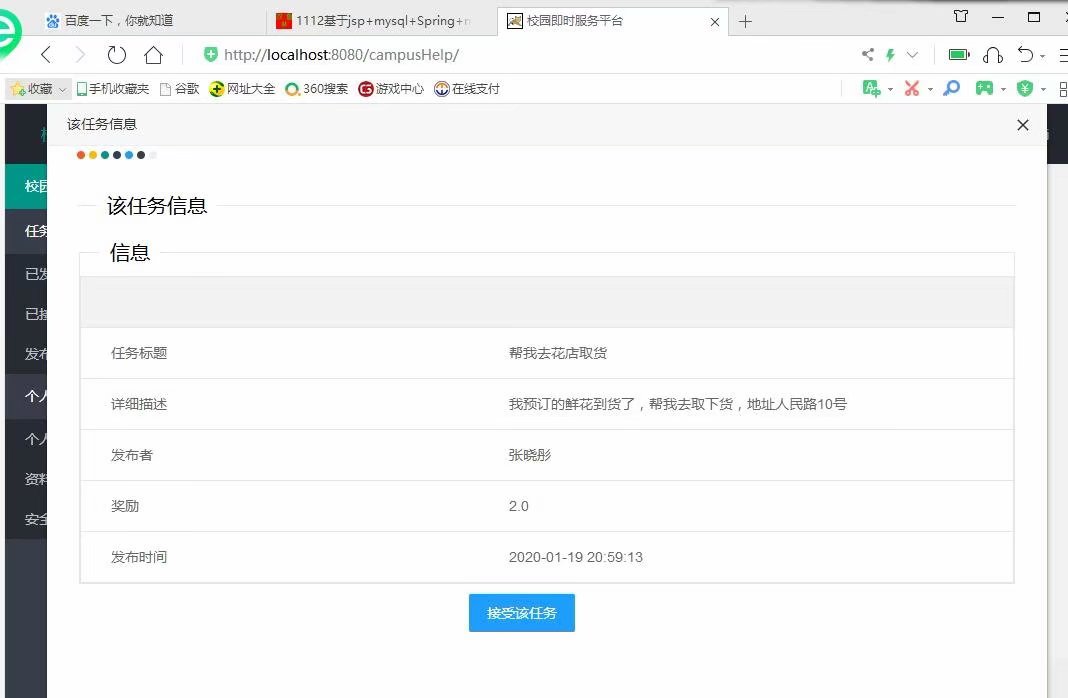 百度一下，你就知道
1112基于jsp+mysql+Spring+
校园即时服务平台
http://localhost:8080/campusHelp/
收藏
手机收藏夹
谷歌
网址大全
360搜索
游戏中心
在线支付
该任务信息
校园
任务
已发
已接
发布
个人
个人
资料
安全
该任务信息
信息
任务标题 帮我去花店取货
详细描述 我预订的鲜花到货了，帮我去取下货，地址人民路10号
发布者 张晓彤
奖励 2.0
发布时间 2020-01-19 20:59:13
接受该任务